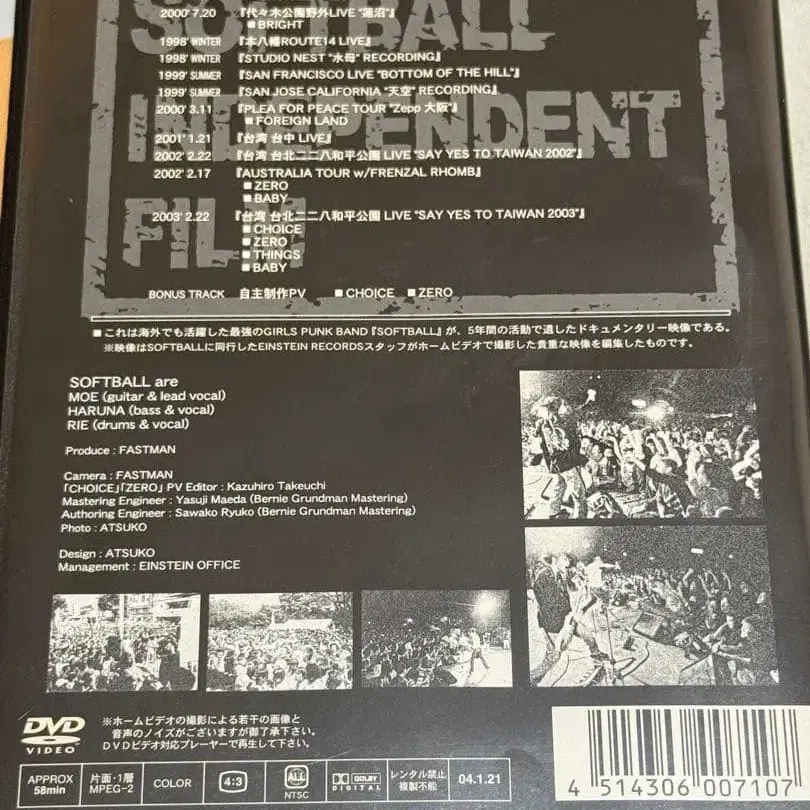 SOFTBALL
INDEPENDENT
FILM
2000' 7.20 『代々木公園野外LIVE "蓮沼"』
■ BRIGHT
1998' WINTER 『本八幡ROUTE14 LIVE』
1998' WINTER 『STUDIO NEST "水母" RECORDING』
1999' SUMMER 『SAN FRANCISCO LIVE "BOTTOM OF THE HILL"』
1999' SUMMER 『SAN JOSE CALIFORNIA "天空" RECORDING』
2000' 3.11 『PLEA FOR PEACE TOUR "Zepp 大阪"』
■ FOREIGN LAND
2001' 1.21 『台湾 台中 LIVE』
2002' 2.22 『台湾 台北二二八和平公園 LIVE "SAY YES TO TAIWAN 2002"』
2002' 2.17 『AUSTRALIA TOUR w/FRENZAL RHOMB』
■ ZERO
■ BABY
2003' 2.22 『台湾 台北二二八和平公園 LIVE "SAY YES TO TAIWAN 2003"』
■ CHOICE
■ ZERO
■ THINGS
■ BABY
BONUS TRACK 自主制作PV ■ CHOICE ■ ZERO
■ これは海外でも活躍した最強のGIRLS PUNK BAND『SOFTBALL』が、5年間の活動で遺したドキュメンタリー映像である。
※映像はSOFTBALLに同行したEINSTEIN RECORDSスタッフがホームビデオで撮影した貴重な映像を編集したものです。
SOFTBALL are
MOE (guitar & lead vocal)
HARUNA (bass & vocal)
RIE (drums & vocal)
Produce : FASTMAN
Camera : FASTMAN
「CHOICE」「ZERO」 PV Editor : Kazuhiro Takeuchi
Mastering Engineer : Yasuji Maeda (Bernie Grundman Mastering)
Authoring Engineer : Sawako Ryuko (Bernie Grundman Mastering)
Photo : ATSUKO
Design : ATSUKO
Management : EINSTEIN OFFICE
DVD
VIDEO
※ホームビデオの撮影による若干の画像と
音声のノイズがございますが御了承下さい。
DVDビデオ対応プレーヤーで再生して下さい。
APPROX
58min
片面・1層
MPEG-2
COLOR
4:3
ALL
NTSC
DOLBY
DIGITAL
レンタル禁止
複製不能
04.1.21
4 514306 007107